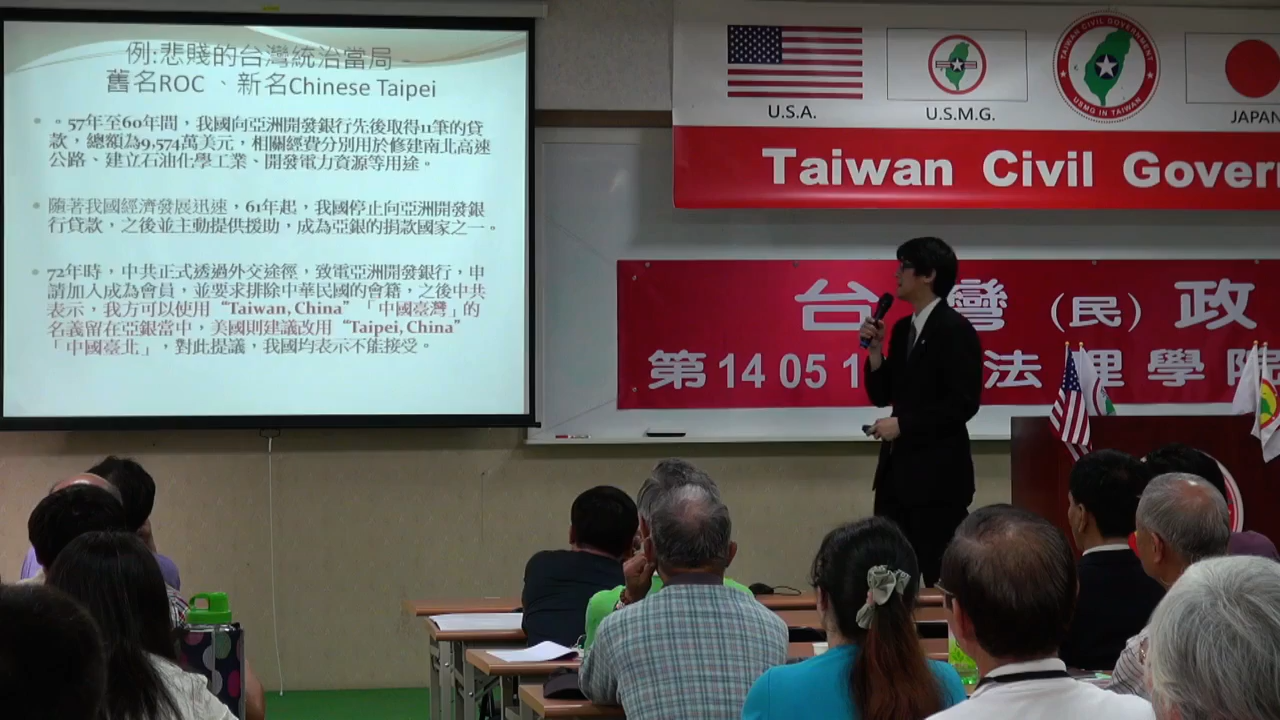 例:悲賤的台灣統治當局 -
舊名ROC 、新名Chinese Taipei
• 。57年至60年間，我國向亞洲開發銀行先後取得11筆的貸
款，總額為9,574萬美元，相關經費分別用於修建南北高速
公路、建立石油化學工業、開發電力資源等用途。
• 隨著我國經濟發展迅速，61年起，我國停止向亞洲開發銀
行貸款，之後並主動提供援助，成為亞銀的捐款國家之一。
• 72年時，中共正式透過外交途徑，致電亞洲開發銀行，申
請加入成為會員，並要求排除中華民國的會籍，之後中共
表示，我方可以使用“Taiwan, China”「中國臺灣」的
名義留在亞銀當中，美國則建議改用“Taipei, China”
「中國臺北」，對此提議，我國均表示不能接受。
U.S.A.
U.S.M.G.
TAIWAN CIVIL GOVERNMENT
USMG IN TAIWAN
JAPAN
Taiwan Civil Gover
台灣(民)政
第14 05 1 法理學院